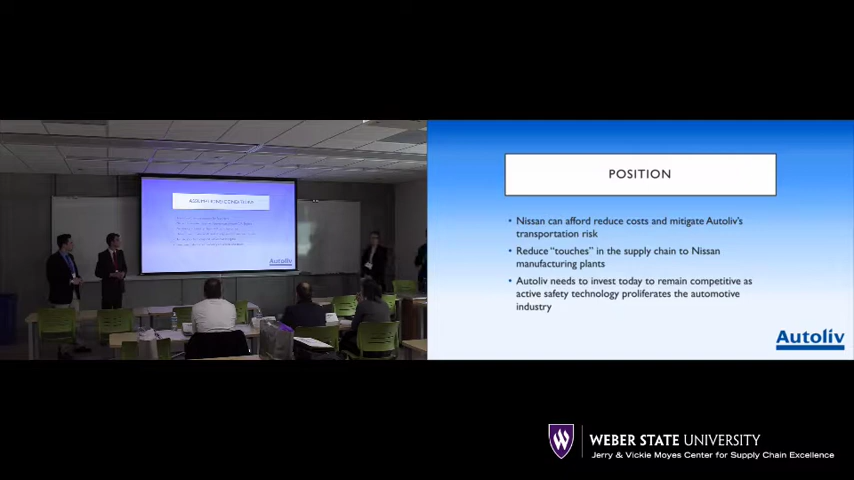 Autoliv
POSITION
• Nissan can afford reduce costs and mitigate Autoliv's
transportation risk
• Reduce "touches" in the supply chain to Nissan
manufacturing plants
• Autoliv needs to invest today to remain competitive as
active safety technology proliferates the automotive
industry
Autoliv
WEBER STATE UNIVERSITY
Jerry & Vickie Moyes Center for Supply Chain Excellence